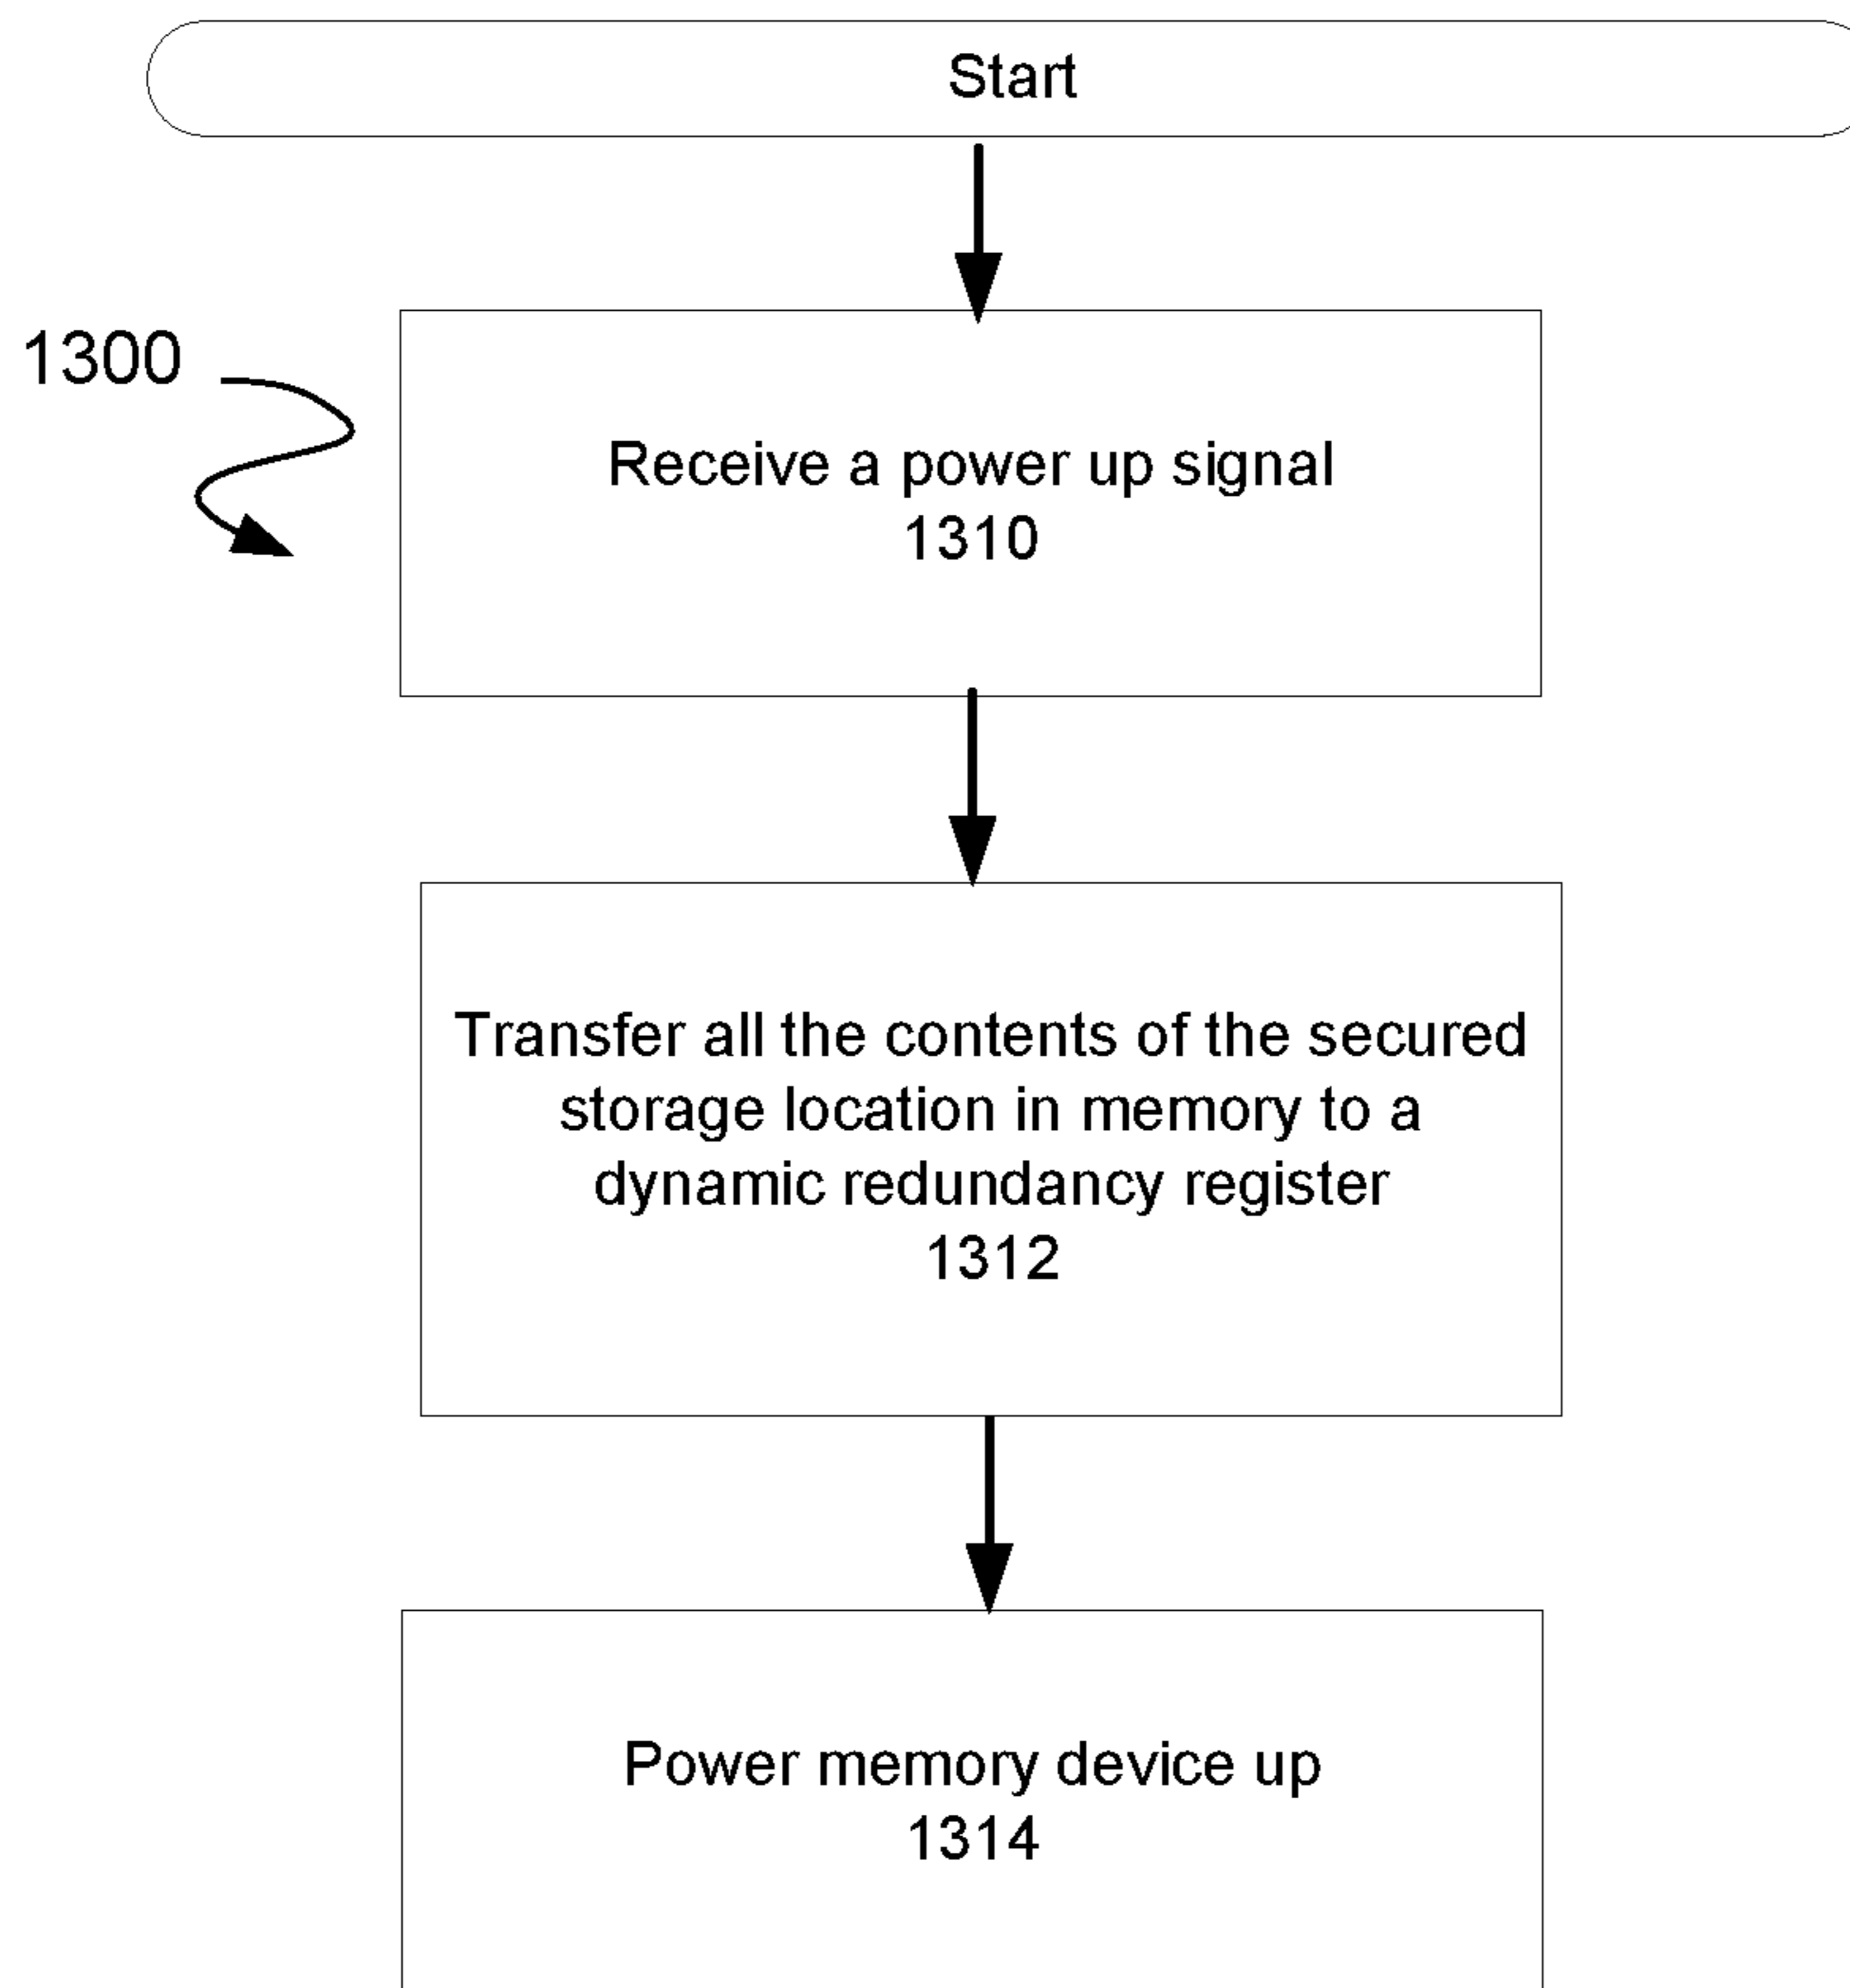 Start
1300
Receive a power up signal
1310
Transfer all the contents of the secured
storage location in memory to a
dynamic redundancy register
1312
Power memory device up
1314